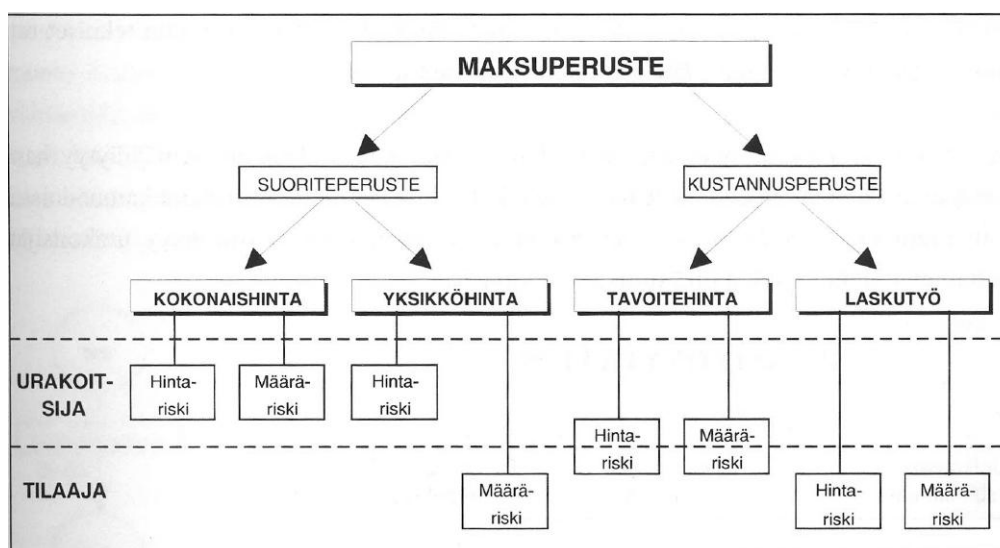 MAKSUPERUSTE
SUORITEPERUSTE
KUSTANNUSPERUSTE
KOKONAISHINTA
YKSIKKÖHINTA
TAVOITEHINTA
LASKUTYÖ
URAKOIT-
SIJA
Hinta-
riski
Määrä-
riski
Hinta-
riski
Hinta-
riski
Määrä-
riski
TILAAJA
Määrä-
riski
Hinta-
riski
Määrä-
riski